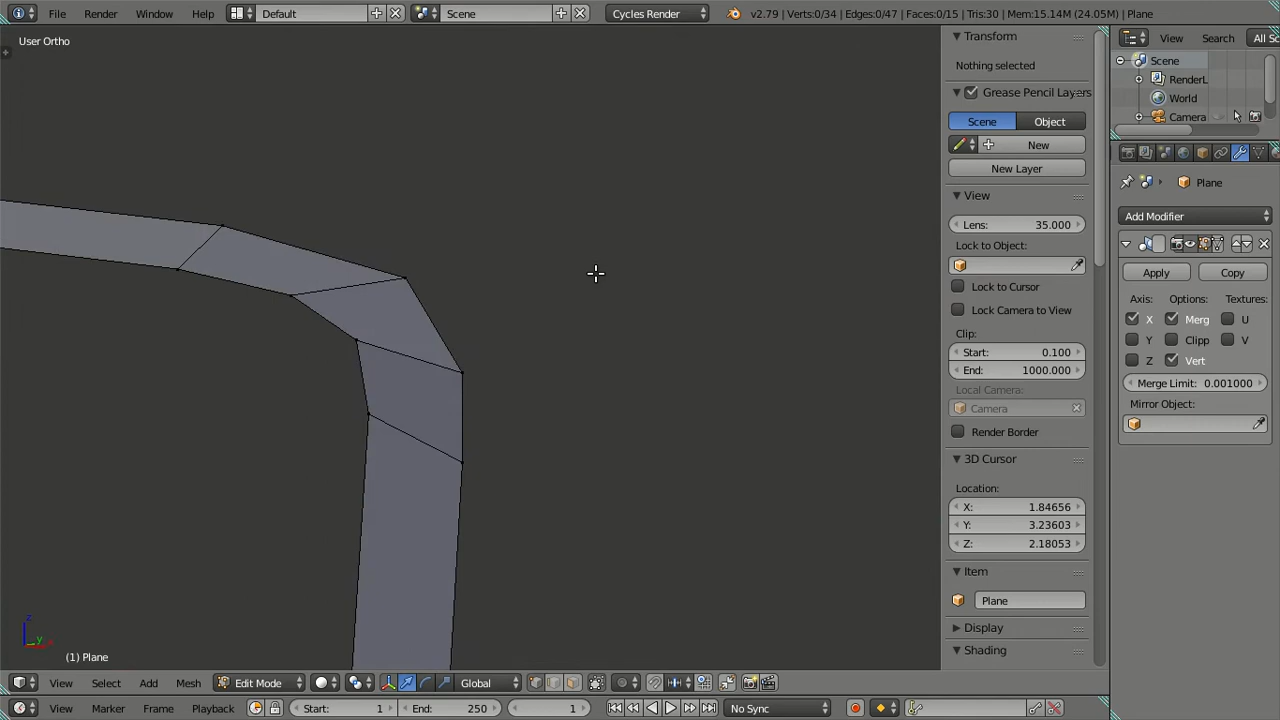 File Render Window Help Default Scene Cycles Render v2.79 | Verts:0/34 | Edges:0/47 | Faces:0/15 | Tris:30 | Mem:15.14M (24.05M) | Plane
User Ortho
Transform
Nothing selected
Grease Pencil Layers
Scene Object
New
New Layer
View
Lens: 35.000
Lock to Object:
Lock to Cursor
Lock Camera to View
Clip:
Start: 0.100
End: 1000.000
Local Camera:
Camera
Render Border
3D Cursor
Location:
X: 1.84656
Y: 3.23603
Z: 2.18053
Item
Plane
Display
Shading
View Search All Sc
Scene
RenderL
World
Camera
Plane
Add Modifier
Apply Copy
Axis: Options: Textures:
X Merg U
Y Clipp V
Z Vert
Merge Limit: 0.001000
Mirror Object:
z
y x
(1) Plane
View Select Add Mesh Edit Mode Global
View Marker Frame Playback Start: 1 End: 250 1 No Sync